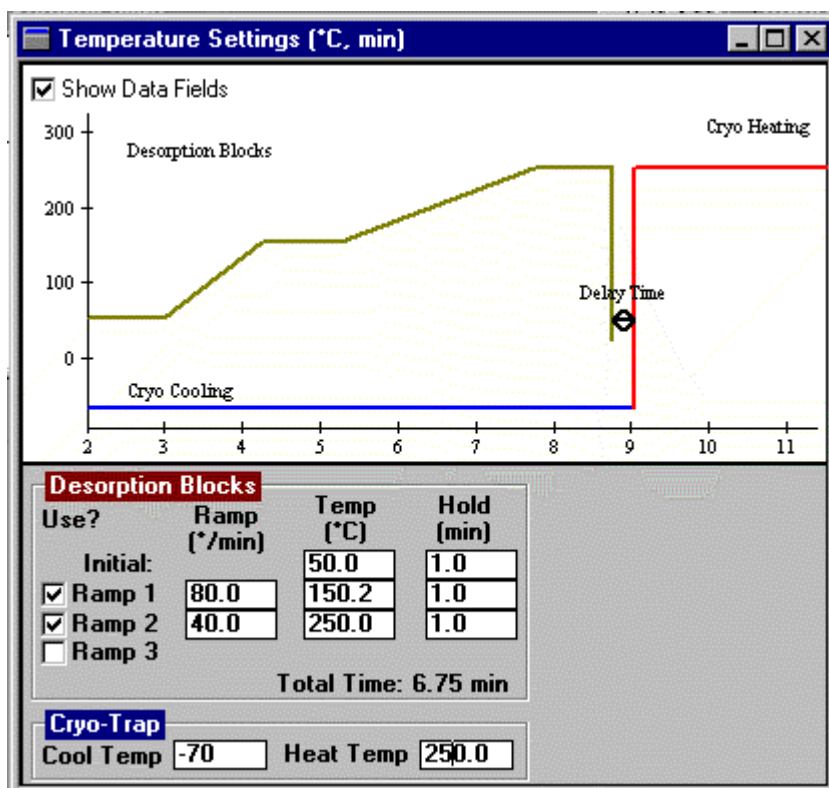 Temperature Settings (°C, min)
Show Data Fields
300
Cryo Heating
Desorption Blocks
200
100
Delay Time
0
Cryo Cooling
2 3 4 5 6 7 8 9 10 11
Desorption Blocks
Use? Ramp (°/min) Temp (°C) Hold (min)
Initial: 50.0 1.0
Ramp 1 80.0 150.2 1.0
Ramp 2 40.0 250.0 1.0
Ramp 3
Total Time: 6.75 min
Cryo-Trap
Cool Temp -70 Heat Temp 250.0